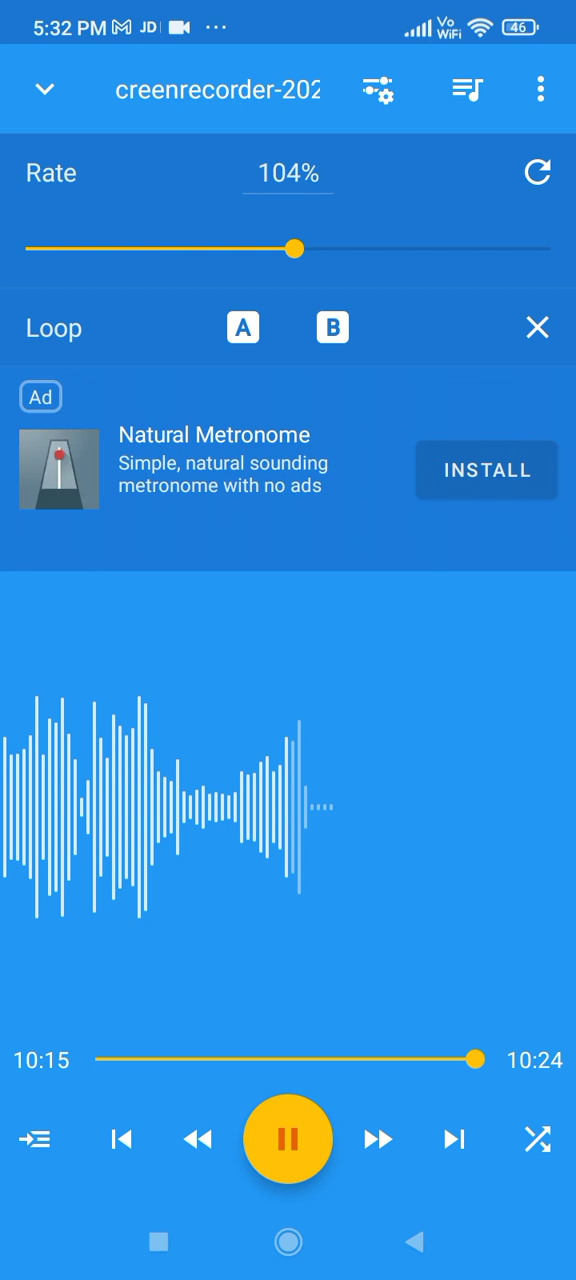 5:32 PM JD ... Vo WiFi 46
creenrecorder-202
Rate 104%
Loop A B
Ad
Natural Metronome
Simple, natural sounding
metronome with no ads
INSTALL
10:15 10:24